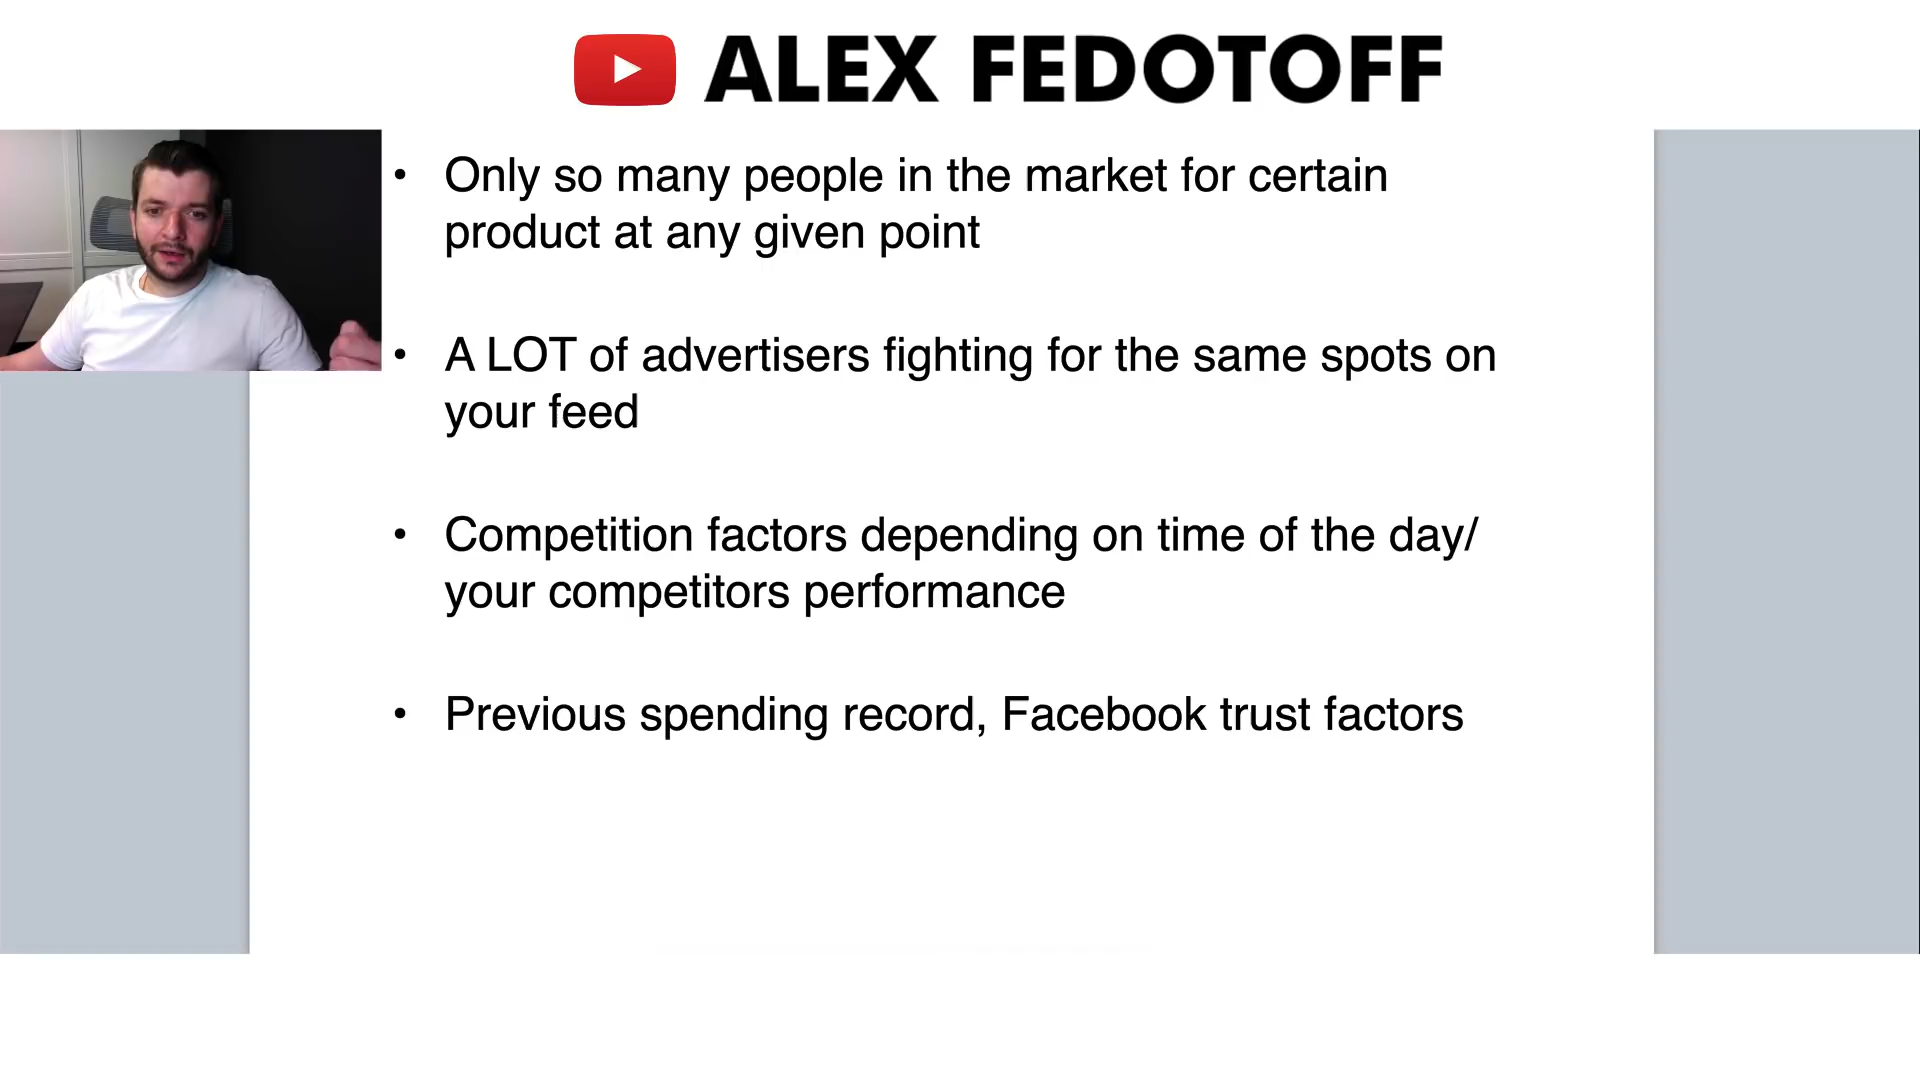 ALEX FEDOTOFF
• Only so many people in the market for certain
product at any given point
• A LOT of advertisers fighting for the same spots on
your feed
• Competition factors depending on time of the day/
your competitors performance
• Previous spending record, Facebook trust factors